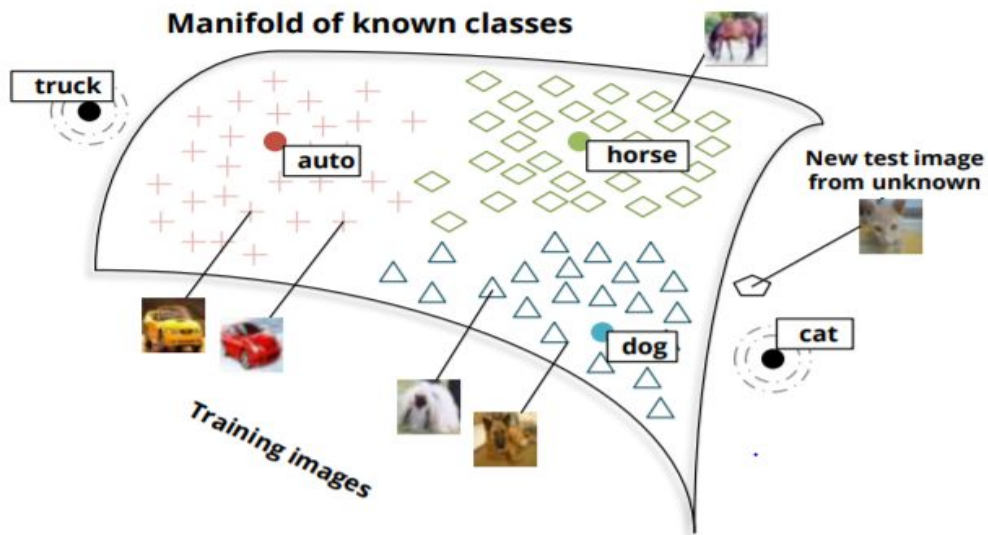 Manifold of known classes
truck
auto
horse
New test image
from unknown
cat
dog
Training images